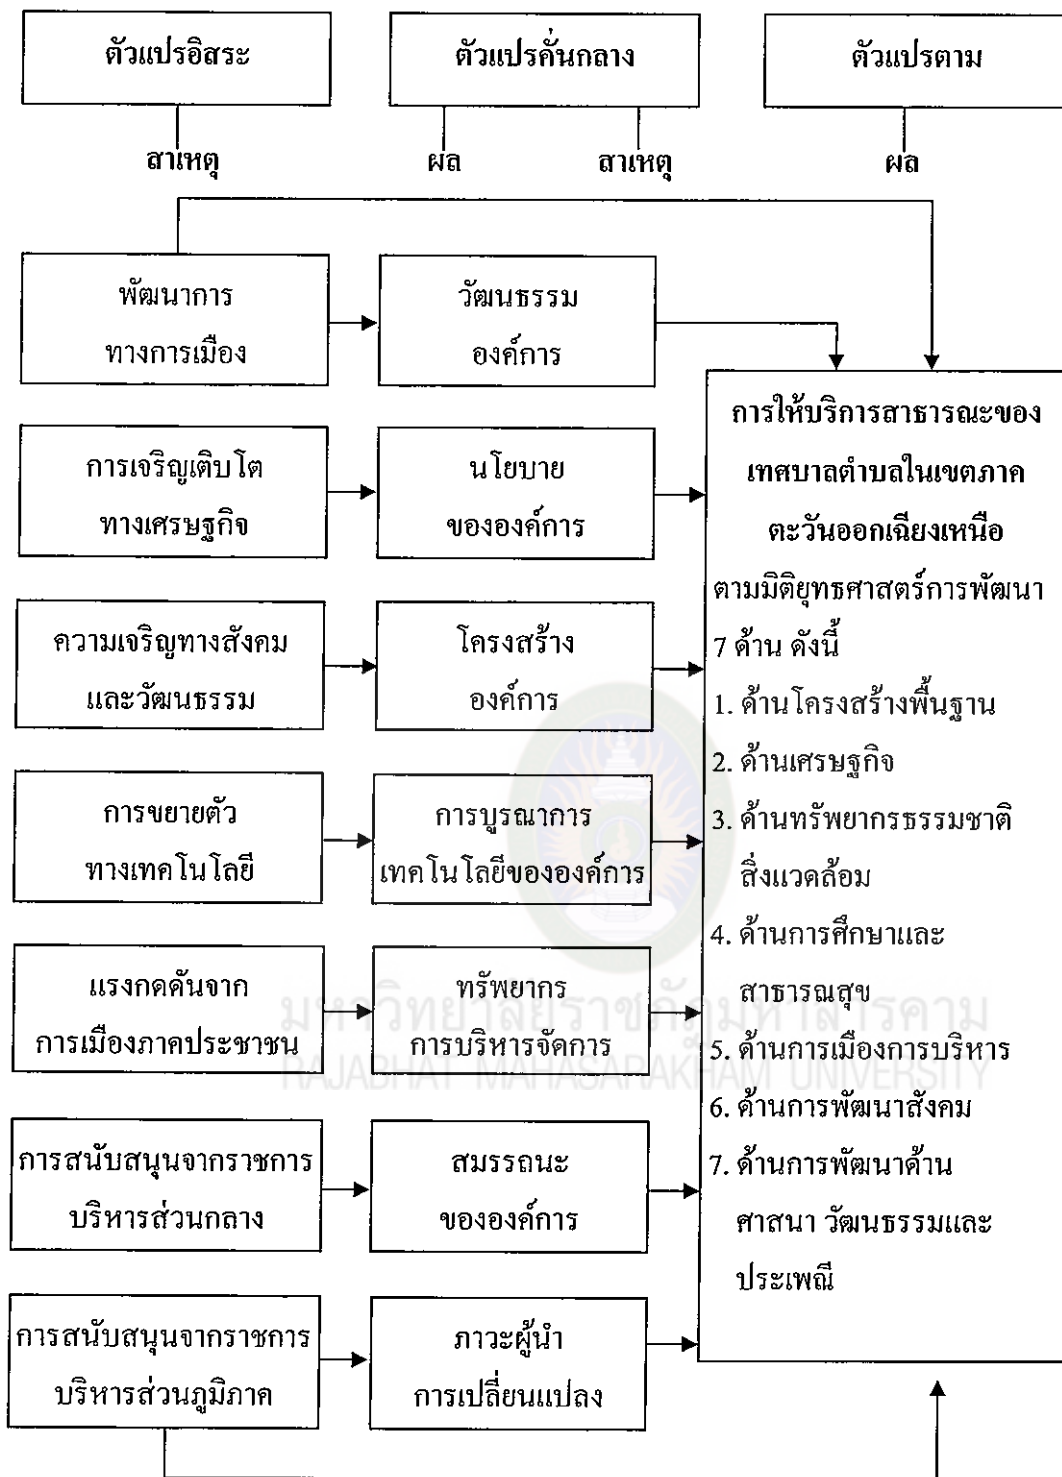 ตัวแปรอิสระ
ตัวแปรคั่นกลาง
ตัวแปรตาม
สาเหตุ
ผล
สาเหตุ
ผล
พัฒนาการ
ทางการเมือง
วัฒนธรรม
องค์การ
การเจริญเติบโต
ทางเศรษฐกิจ
นโยบาย
ขององค์การ
ความเจริญทางสังคม
และวัฒนธรรม
โครงสร้าง
องค์การ
การขยายตัว
ทางเทคโนโลยี
การบูรณาการ
เทคโนโลยีขององค์การ
แรงกดดันจาก
การเมืองภาคประชาชน
ทรัพยากร
การบริหารจัดการ
การสนับสนุนจากราชการ
บริหารส่วนกลาง
สมรรถนะ
ขององค์การ
การสนับสนุนจากราชการ
บริหารส่วนภูมิภาค
ภาวะผู้นำ
การเปลี่ยนแปลง
การให้บริการสาธารณะของ
เทศบาลตำบลในเขตภาค
ตะวันออกเฉียงเหนือ
ตามมิติยุทธศาสตร์การพัฒนา
7 ด้าน ดังนี้
1. ด้านโครงสร้างพื้นฐาน
2. ด้านเศรษฐกิจ
3. ด้านทรัพยากรธรรมชาติ
สิ่งแวดล้อม
4. ด้านการศึกษาและ
สาธารณสุข
5. ด้านการเมืองการบริหาร
6. ด้านการพัฒนาสังคม
7. ด้านการพัฒนาด้าน
ศาสนา วัฒนธรรมและ
ประเพณี
มหาวิทยาลัยราชภัฏมหาสารคาม
RAJABHAT MAHASARAKHAM UNIVERSITY